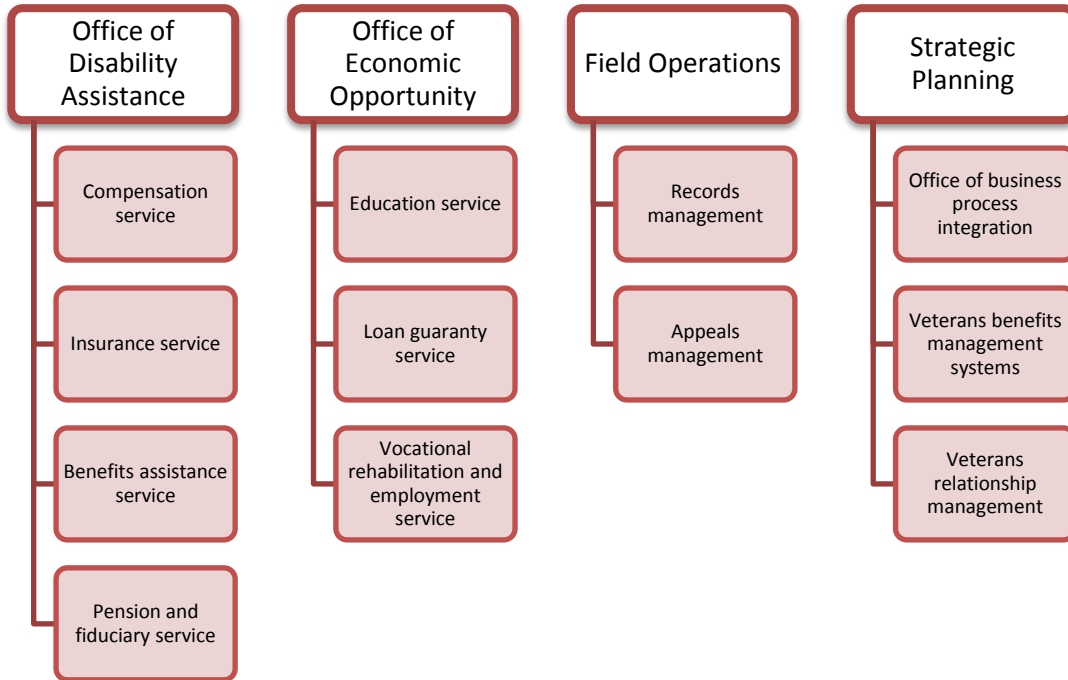 Office of
Disability
Assistance
Compensation
service
Insurance service
Benefits assistance
service
Pension and
fiduciary service
Office of
Economic
Opportunity
Education service
Loan guaranty
service
Vocational
rehabilitation and
employment
service
Field Operations
Records
management
Appeals
management
Strategic
Planning
Office of business
process
integration
Veterans benefits
management
systems
Veterans
relationship
management